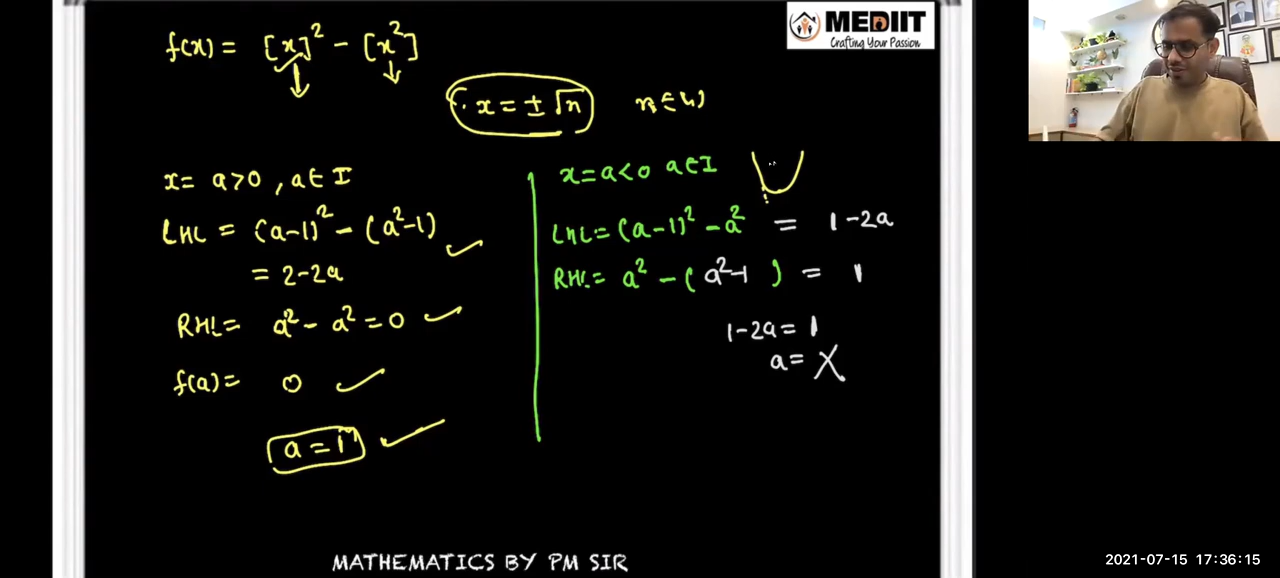 f(x) = [x]² - [x²]
MEDIIT
Crafting Your Passion
x = ± √n n ∈ W
x = a > 0 , a ∈ I
LHL = (a-1)² - (a²-1)
= 2-2a
RHL = a² - a² = 0
f(a) = 0
a = 1
x = a < 0 a ∈ I
LHL = (a-1)² - a² = 1-2a
RHL = a² - ( a²-1 ) = 1
1-2a = 1
a = X
MATHEMATICS BY PM SIR
2021-07-15 17:36:15